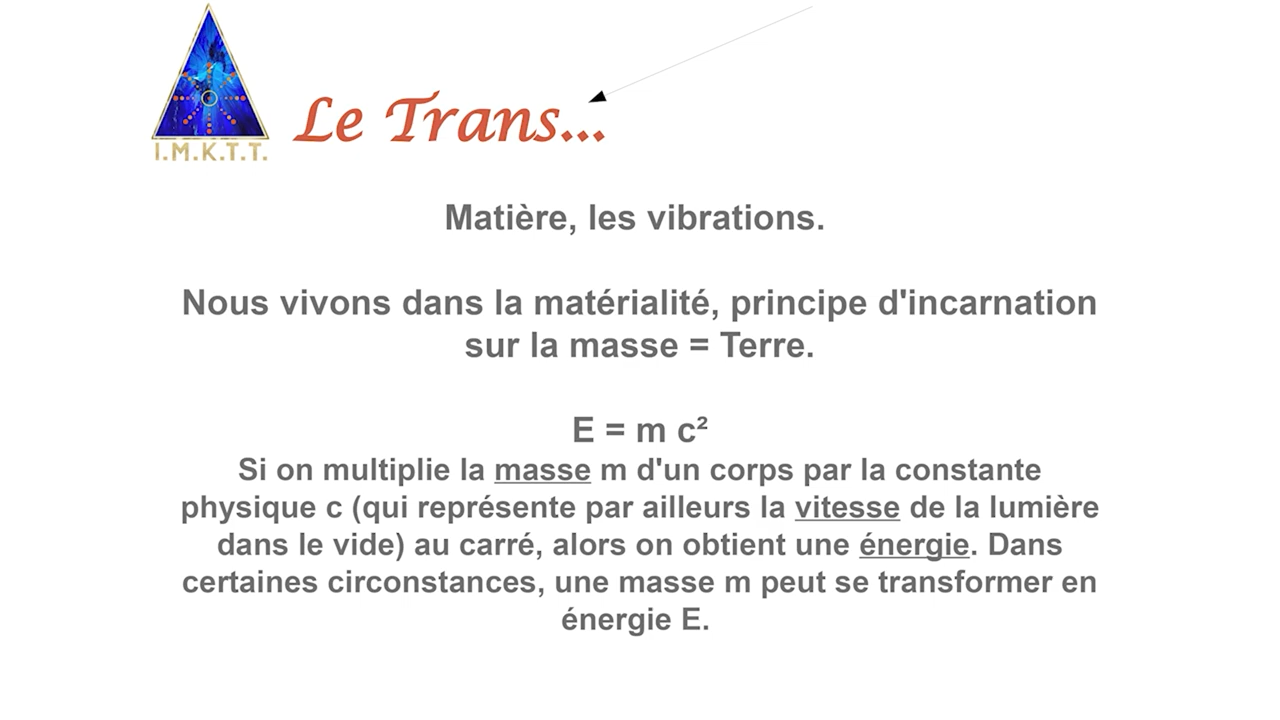 I.M.K.T.T.
Le Trans...
Matière, les vibrations.
Nous vivons dans la matérialité, principe d'incarnation
sur la masse = Terre.
E = m c²
Si on multiplie la masse m d'un corps par la constante
physique c (qui représente par ailleurs la vitesse de la lumière
dans le vide) au carré, alors on obtient une énergie. Dans
certaines circonstances, une masse m peut se transformer en
énergie E.